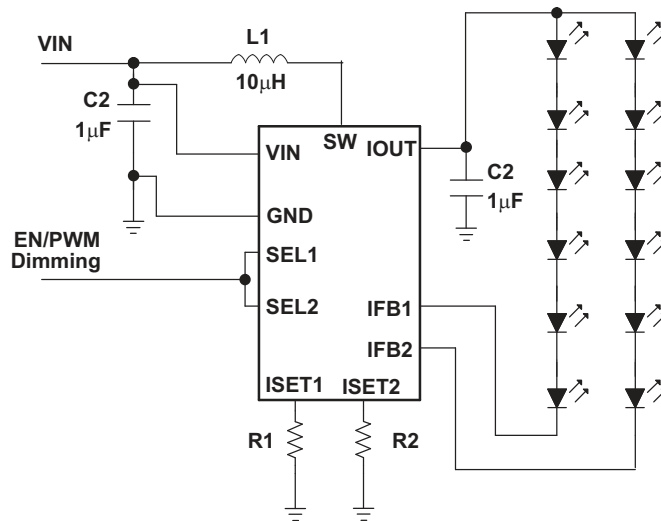 VIN
L1
10μH
C2
1μF
SW
VIN
IOUT
C2
1μF
GND
EN/PWM
Dimming
SEL1
SEL2
IFB1
IFB2
ISET1
ISET2
R1
R2